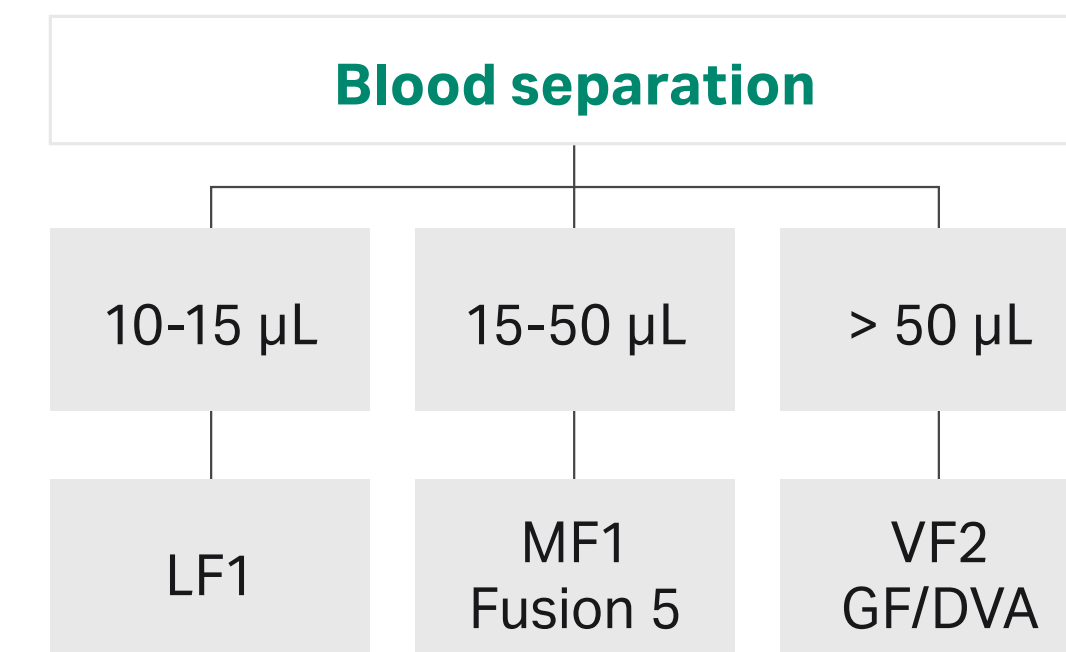 Blood separation
10-15 µL
15-50 µL
> 50 µL
LF1
MF1
Fusion 5
VF2
GF/DVA